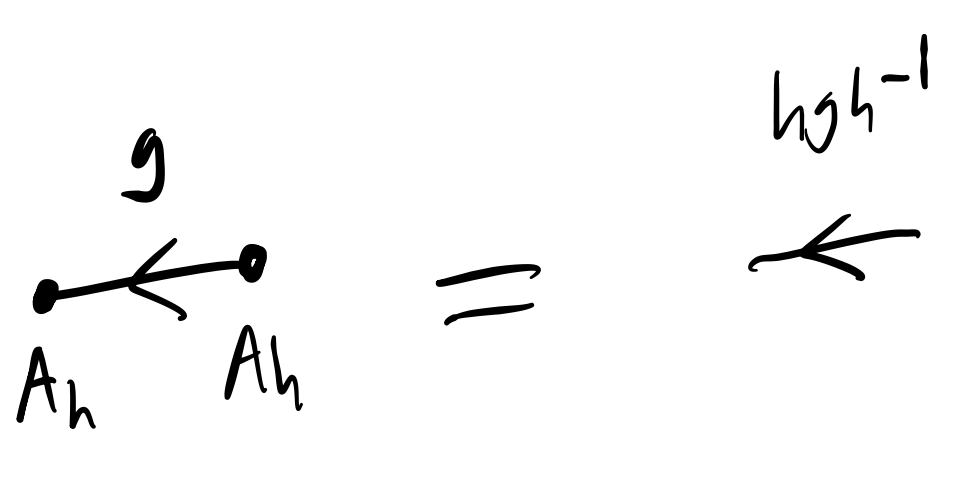 hgh⁻¹
g
=
A_h A_h